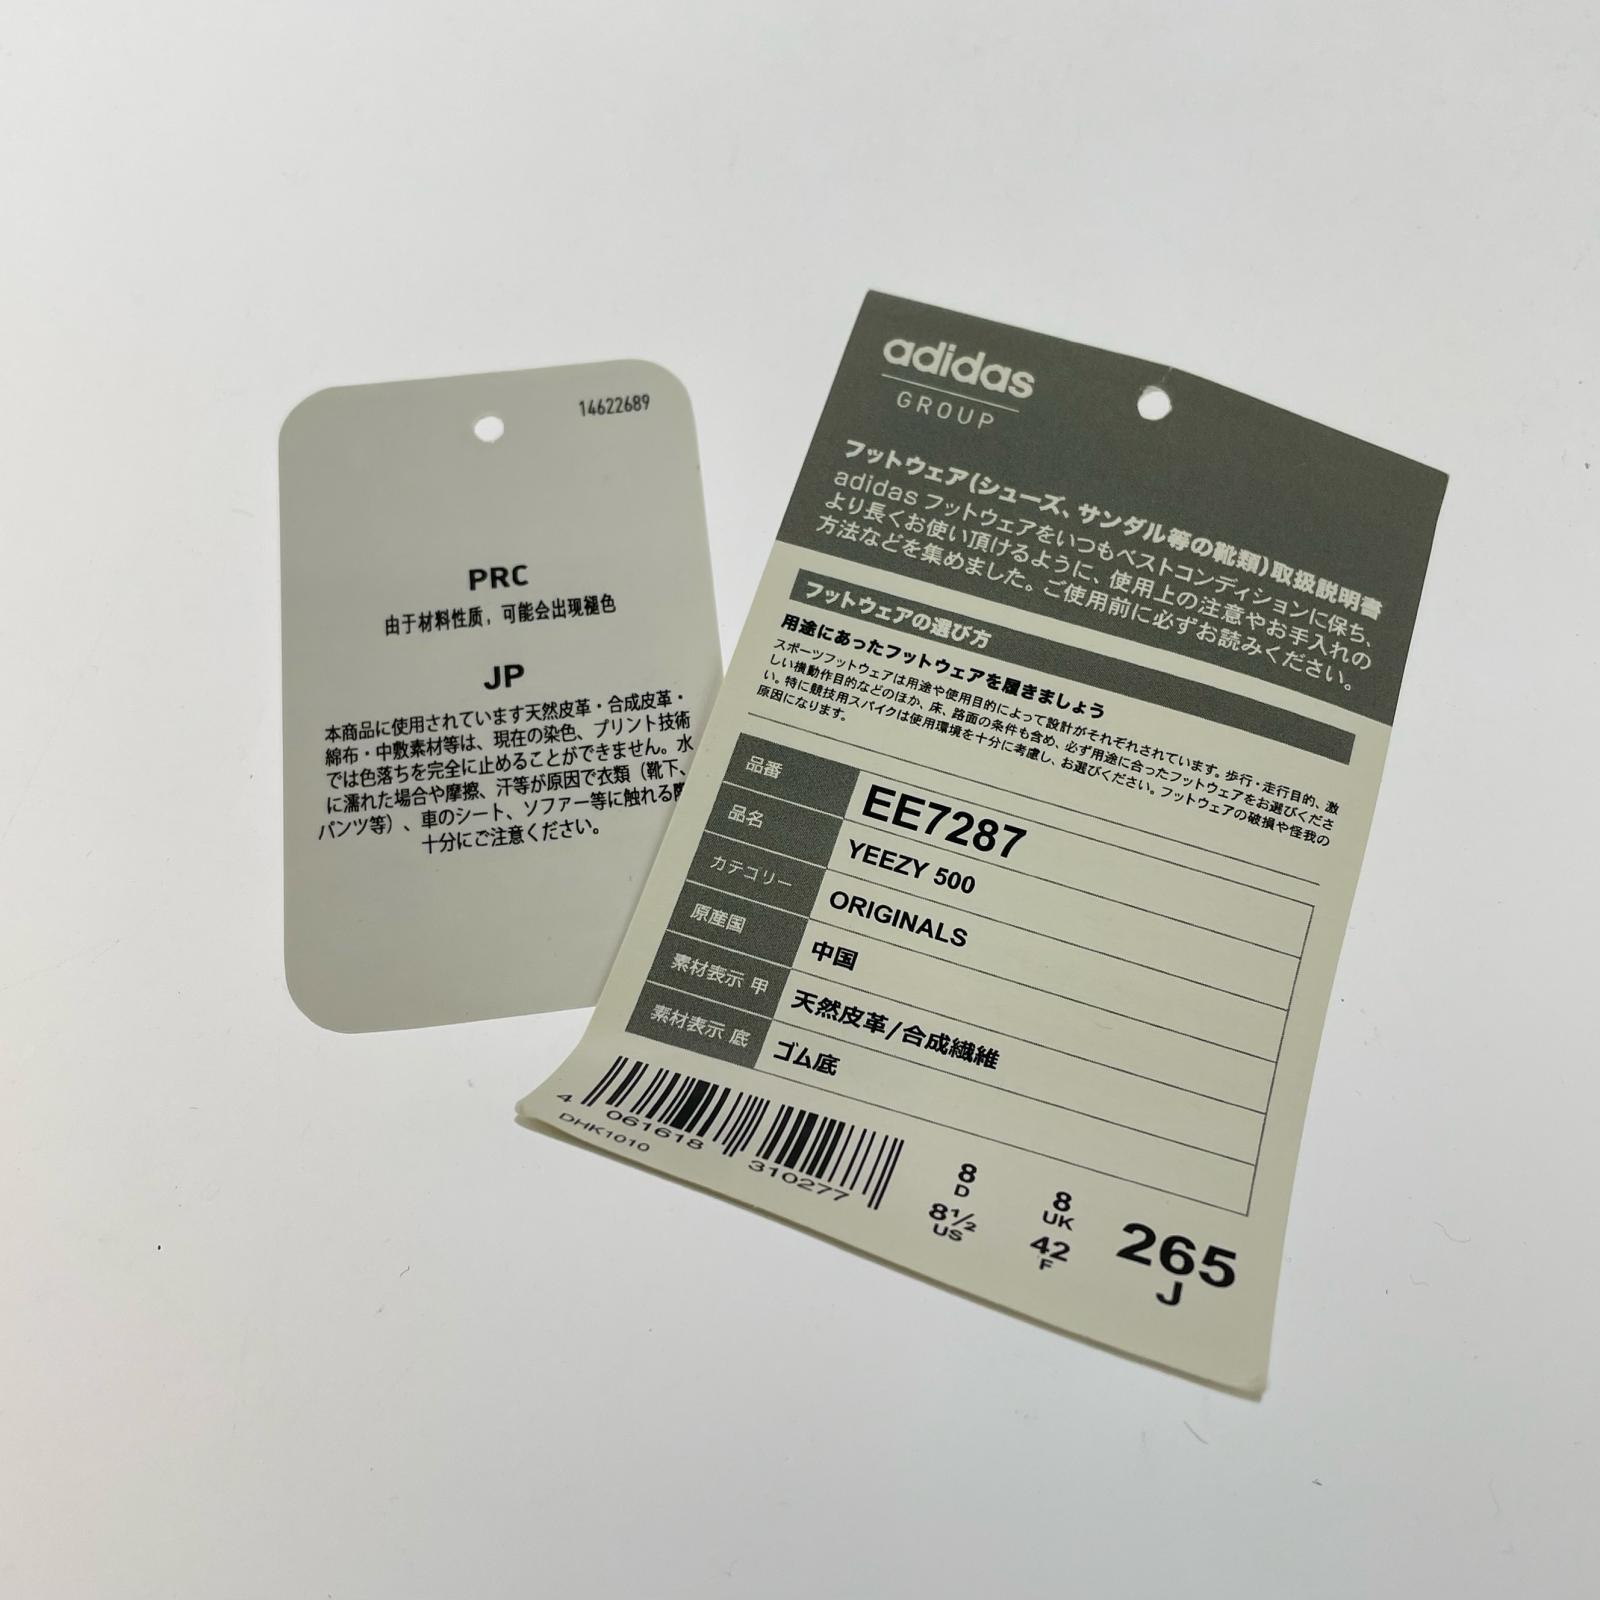 14622689
PRC
由于材料性质，可能会出现褪色
JP
本商品に使用されています天然皮革・合成皮革・
綿布・中敷素材等は、現在の染色、プリント技術
では色落ちを完全に止めることができません。水
に濡れた場合や摩擦、汗等が原因で衣類（靴下、
パンツ等）、車のシート、ソファー等に触れる際
十分にご注意ください。
adidas
GROUP
フットウェア(シューズ、サンダル等の靴類)取扱説明書
adidas フットウェアをいつもベストコンディションに保ち、
より長くお使い頂けるように、使用上の注意やお手入れの
方法などを集めました。ご使用前に必ずお読みください。
フットウェアの選び方
用途にあったフットウェアを履きましょう
スポーツフットウェアは用途や使用目的によって設計がそれぞれされています。歩行・走行目的、激
しい横動作目的などのほか、床、路面の条件も含め、必ず用途に合ったフットウェアをお選びくださ
い。特に競技用スパイクは使用環境を十分に考慮し、お選びください。フットウェアの破損や怪我の
原因になります。
品番 EE7287
品名 YEEZY 500
カテゴリー ORIGINALS
原産国 中国
素材表示 甲 天然皮革/合成繊維
素材表示 底 ゴム底
4 061618 310277
DHK1010
8 D
8 UK
8½ US
42 F
265
J